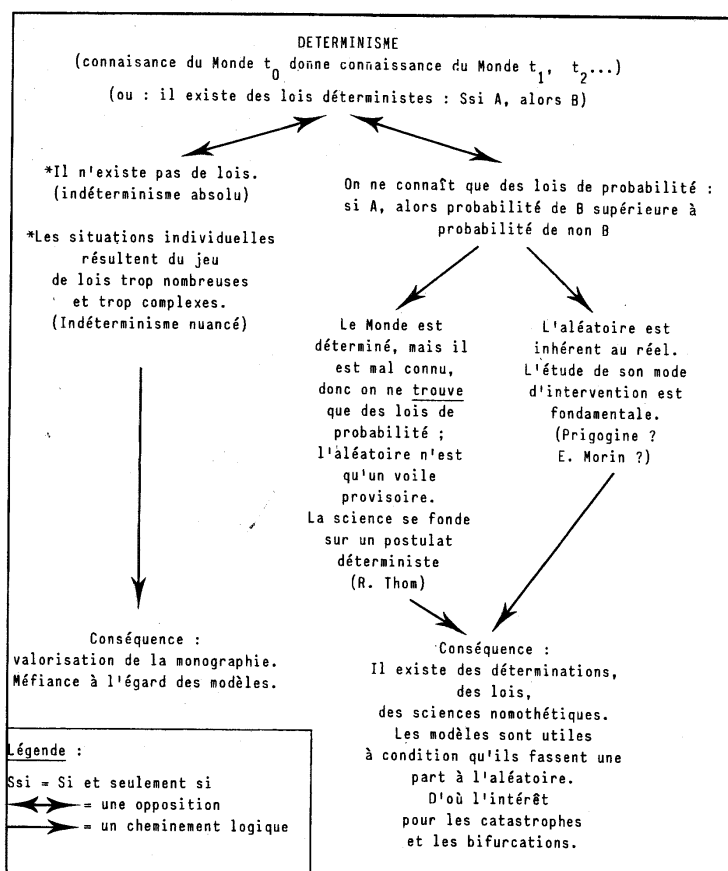 DETERMINISME
(connaisance du Monde t0 donne connaissance du Monde t1, t2...)
(ou : il existe des lois déterministes : Ssi A, alors B)
*Il n'existe pas de lois.
(indéterminisme absolu)
*Les situations individuelles
résultent du jeu
de lois trop nombreuses
et trop complexes.
(Indéterminisme nuancé)
On ne connaît que des lois de probabilité :
si A, alors probabilité de B supérieure à
probabilité de non B
Le Monde est
déterminé, mais il
est mal connu,
donc on ne trouve
que des lois de
probabilité ;
l'aléatoire n'est
qu'un voile
provisoire.
La science se fonde
sur un postulat
déterministe
(R. Thom)
L'aléatoire est
inhérent au réel.
L'étude de son mode
d'intervention est
fondamentale.
(Prigogine ?
E. Morin ?)
Conséquence :
valorisation de la monographie.
Méfiance à l'égard des modèles.
Conséquence :
Il existe des déterminations,
des lois,
des sciences nomothétiques.
Les modèles sont utiles
à condition qu'ils fassent une
part à l'aléatoire.
D'où l'intérêt
pour les catastrophes
et les bifurcations.
Légende :
Ssi = Si et seulement si
= une opposition
= un cheminement logique